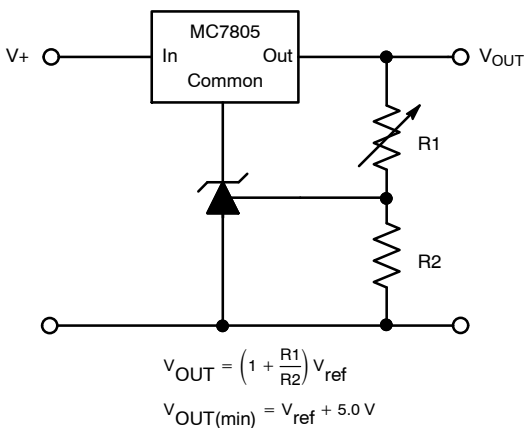 MC7805
V+
In
Out
VOUT
Common
R1
R2
VOUT = (1 + R1/R2) Vref
VOUT(min) = Vref + 5.0 V